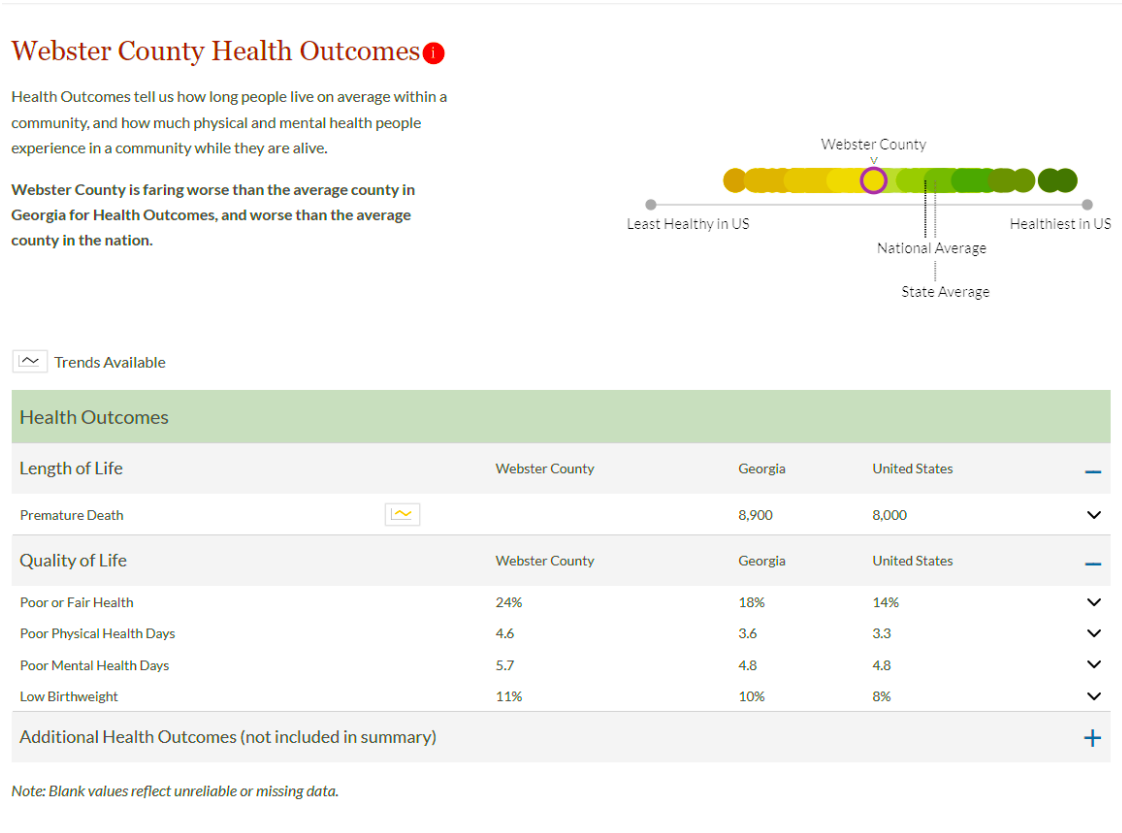 Webster County Health Outcomes i
Health Outcomes tell us how long people live on average within a
community, and how much physical and mental health people
experience in a community while they are alive.
Webster County is faring worse than the average county in
Georgia for Health Outcomes, and worse than the average
county in the nation.
Webster County
Least Healthy in US
Healthiest in US
National Average
State Average
Trends Available
Health Outcomes
Length of Life Webster County Georgia United States
Premature Death 8,900 8,000
Quality of Life Webster County Georgia United States
Poor or Fair Health 24% 18% 14%
Poor Physical Health Days 4.6 3.6 3.3
Poor Mental Health Days 5.7 4.8 4.8
Low Birthweight 11% 10% 8%
Additional Health Outcomes (not included in summary)
Note: Blank values reflect unreliable or missing data.